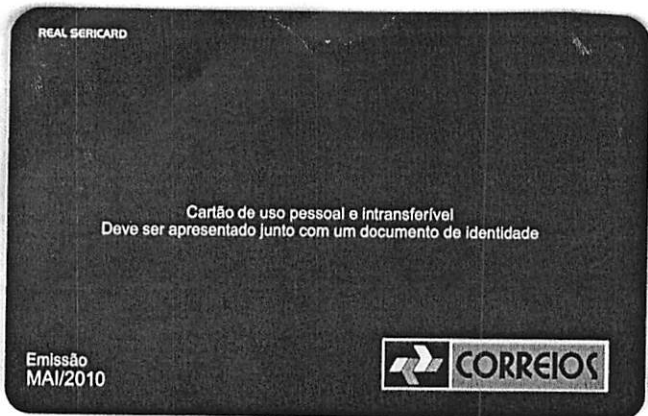 REAL SERICARD
Cartão de uso pessoal e intransferível
Deve ser apresentado junto com um documento de identidade
Emissão
MAI/2010
CORREIOS